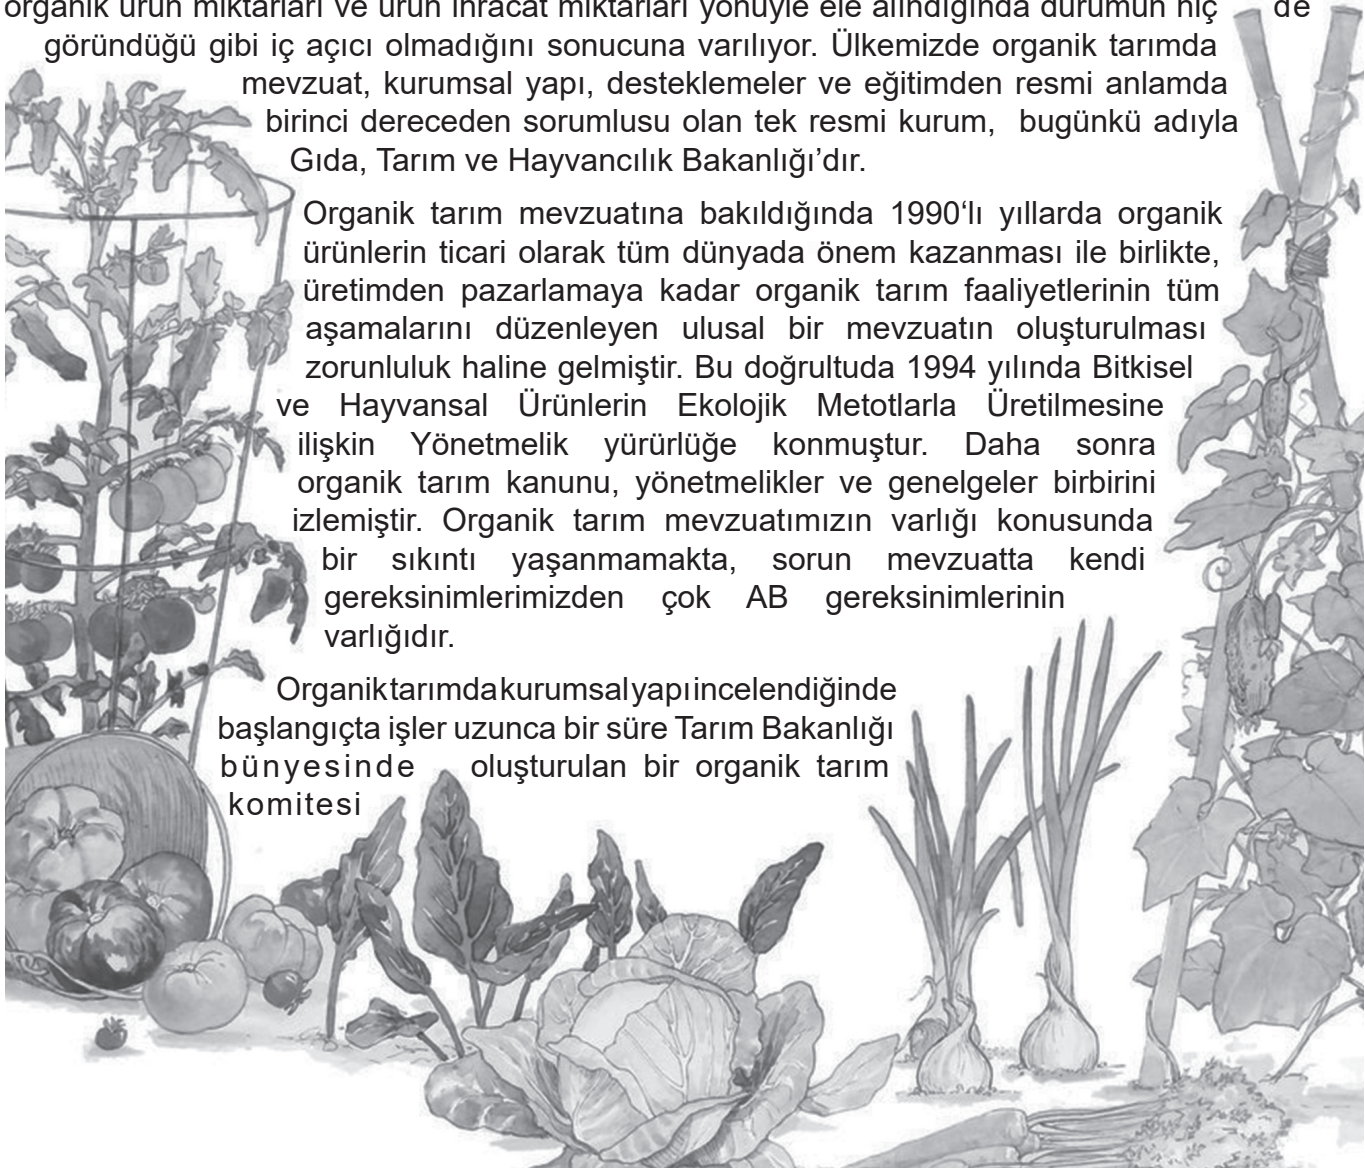 organik ürün miktarları ve ürün ihracat miktarları yönüyle ele alındığında durumun hiç de
göründüğü gibi iç açıcı olmadığını sonucuna varılıyor. Ülkemizde organik tarımda
mevzuat, kurumsal yapı, desteklemeler ve eğitimden resmi anlamda
birinci dereceden sorumlusu olan tek resmi kurum, bugünkü adıyla
Gıda, Tarım ve Hayvancılık Bakanlığı’dır.
Organik tarım mevzuatına bakıldığında 1990‘lı yıllarda organik
ürünlerin ticari olarak tüm dünyada önem kazanması ile birlikte,
üretimden pazarlamaya kadar organik tarım faaliyetlerinin tüm
aşamalarını düzenleyen ulusal bir mevzuatın oluşturulması
zorunluluk haline gelmiştir. Bu doğrultuda 1994 yılında Bitkisel
ve Hayvansal Ürünlerin Ekolojik Metotlarla Üretilmesine
ilişkin Yönetmelik yürürlüğe konmuştur. Daha sonra
organik tarım kanunu, yönetmelikler ve genelgeler birbirini
izlemiştir. Organik tarım mevzuatımızın varlığı konusunda
bir sıkıntı yaşanmamakta, sorun mevzuatta kendi
gereksinimlerimizden çok AB gereksinimlerinin
varlığıdır.
Organik tarımda kurumsal yapı incelendiğinde
başlangıçta işler uzunca bir süre Tarım Bakanlığı
bünyesinde oluşturulan bir organik tarım
komitesi